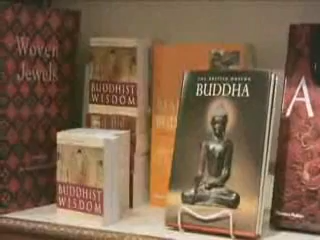 Woven
Jewels
BUDDHIST
WISDOM
BUDDHIST
WISDOM
THE BRITISH MUSEUM
BUDDHA
A